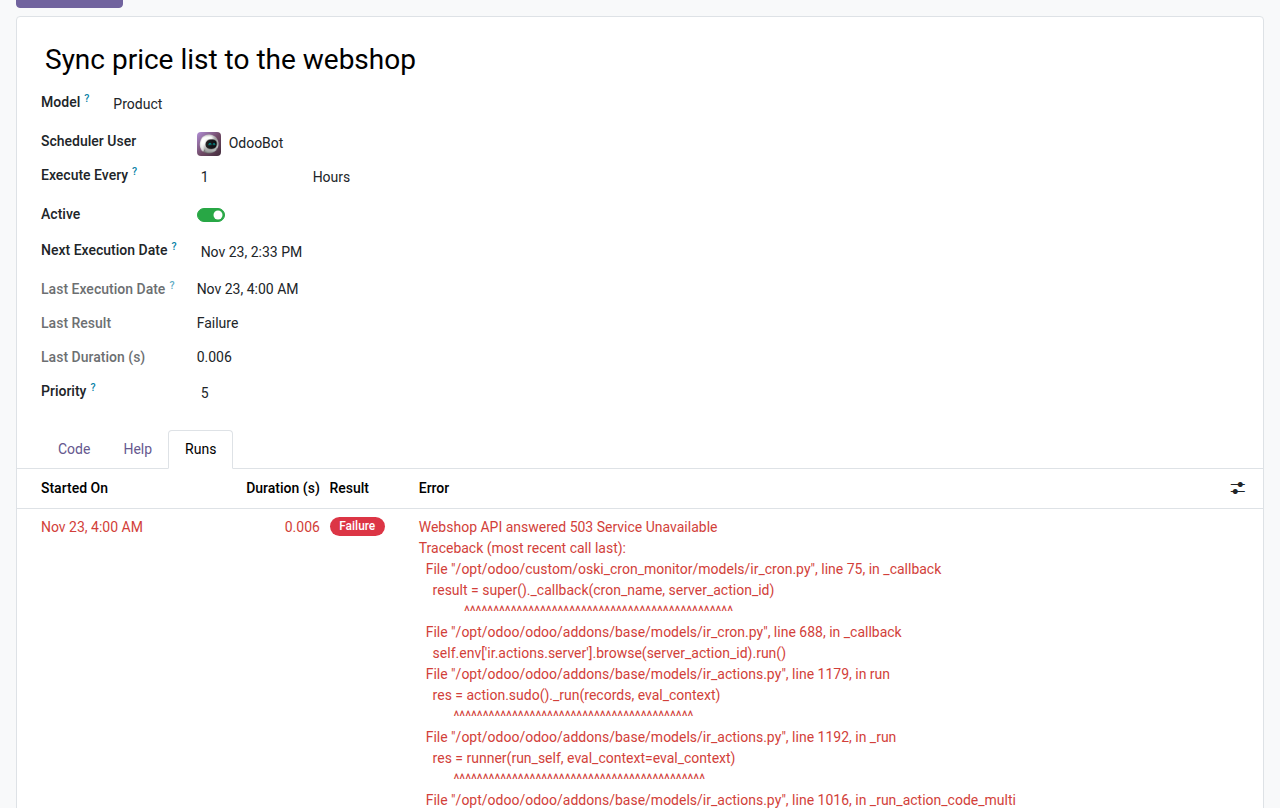 Sync price list to the webshop
Model ? Product
Scheduler User OdooBot
Execute Every ? 1 Hours
Active
Next Execution Date ? Nov 23, 2:33 PM
Last Execution Date ? Nov 23, 4:00 AM
Last Result Failure
Last Duration (s) 0.006
Priority ? 5
Code Help Runs
Started On Duration (s) Result Error
Nov 23, 4:00 AM 0.006 Failure Webshop API answered 503 Service Unavailable
Traceback (most recent call last):
File "/opt/odoo/custom/oski_cron_monitor/models/ir_cron.py", line 75, in _callback
result = super()._callback(cron_name, server_action_id)
^^^^^^^^^^^^^^^^^^^^^^^^^^^^^^^^^^^^^^^^^^^^^^
File "/opt/odoo/odoo/addons/base/models/ir_cron.py", line 688, in _callback
self.env['ir.actions.server'].browse(server_action_id).run()
File "/opt/odoo/odoo/addons/base/models/ir_actions.py", line 1179, in run
res = action.sudo()._run(records, eval_context)
^^^^^^^^^^^^^^^^^^^^^^^^^^^^^^^^^^^^^^^^^
File "/opt/odoo/odoo/addons/base/models/ir_actions.py", line 1192, in _run
res = runner(run_self, eval_context=eval_context)
^^^^^^^^^^^^^^^^^^^^^^^^^^^^^^^^^^^^^^^^^^^
File "/opt/odoo/odoo/addons/base/models/ir_actions.py", line 1016, in _run_action_code_multi